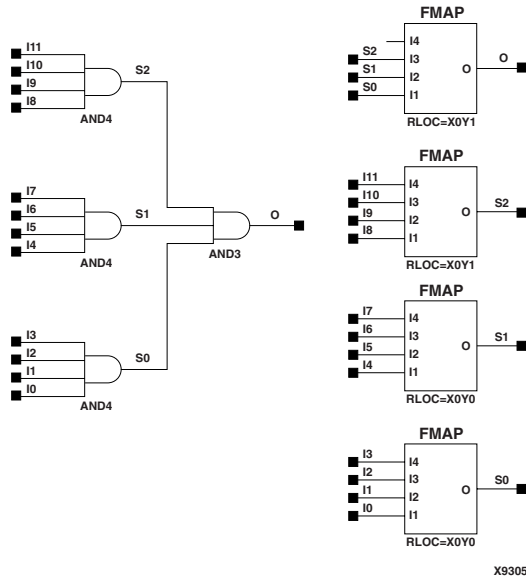 I11
I10
I9
I8
S2
AND4
I7
I6
I5
I4
S1
AND4
I3
I2
I1
I0
S0
AND4
O
AND3
FMAP
S2
S1
S0
I4
I3
I2
I1
O
O
RLOC=X0Y1
FMAP
I11
I10
I9
I8
I4
I3
I2
I1
O
S2
RLOC=X0Y1
FMAP
I7
I6
I5
I4
I4
I3
I2
I1
O
S1
RLOC=X0Y0
FMAP
I3
I2
I1
I0
I4
I3
I2
I1
O
S0
RLOC=X0Y0
X9305